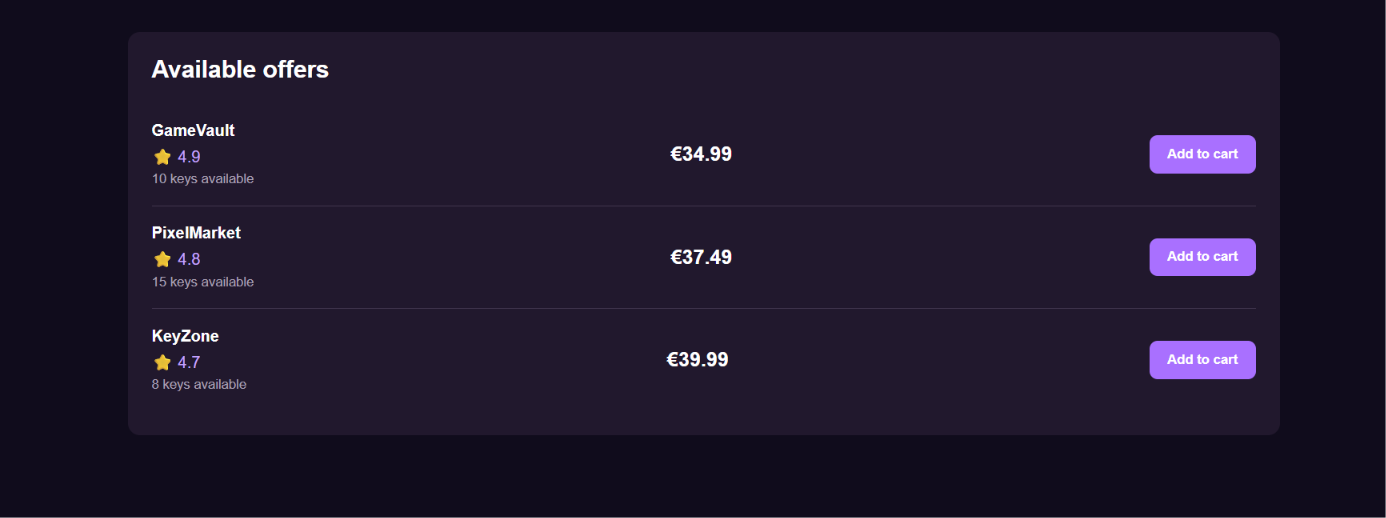 Available offers
GameVault
⭐ 4.9
10 keys available
€34.99
Add to cart
PixelMarket
⭐ 4.8
15 keys available
€37.49
Add to cart
KeyZone
⭐ 4.7
8 keys available
€39.99
Add to cart